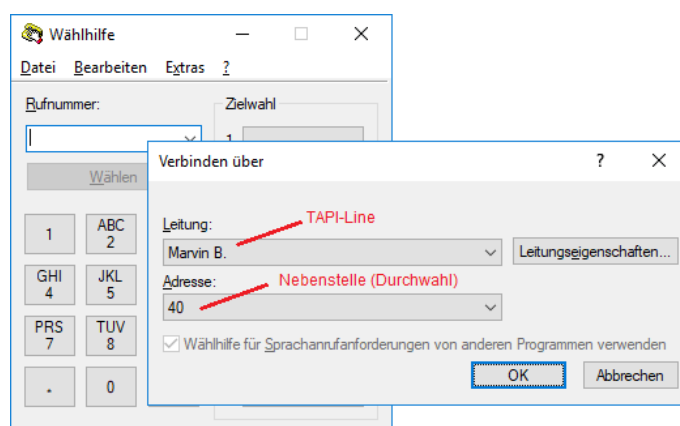 Wählhilfe
Datei Bearbeiten Extras ?
Rufnummer:
Zielwahl
1
Wählen
1
ABC
2
GHI
4
JKL
5
PRS
7
TUV
8
.
0
Verbinden über
?
Leitung:
TAPI-Line
Marvin B.
Leitungseigenschaften...
Adresse:
Nebenstelle (Durchwahl)
40
Wählhilfe für Sprachanrufanforderungen von anderen Programmen verwenden
OK
Abbrechen